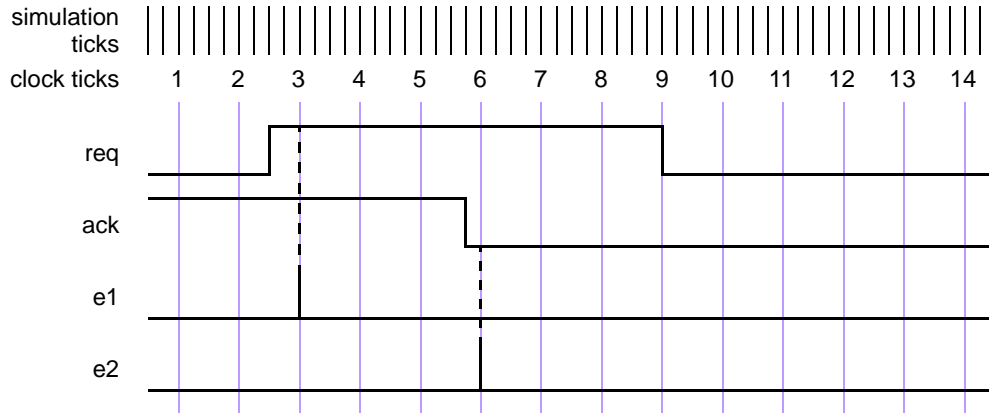 simulation
ticks
clock ticks 1 2 3 4 5 6 7 8 9 10 11 12 13 14
req
ack
e1
e2